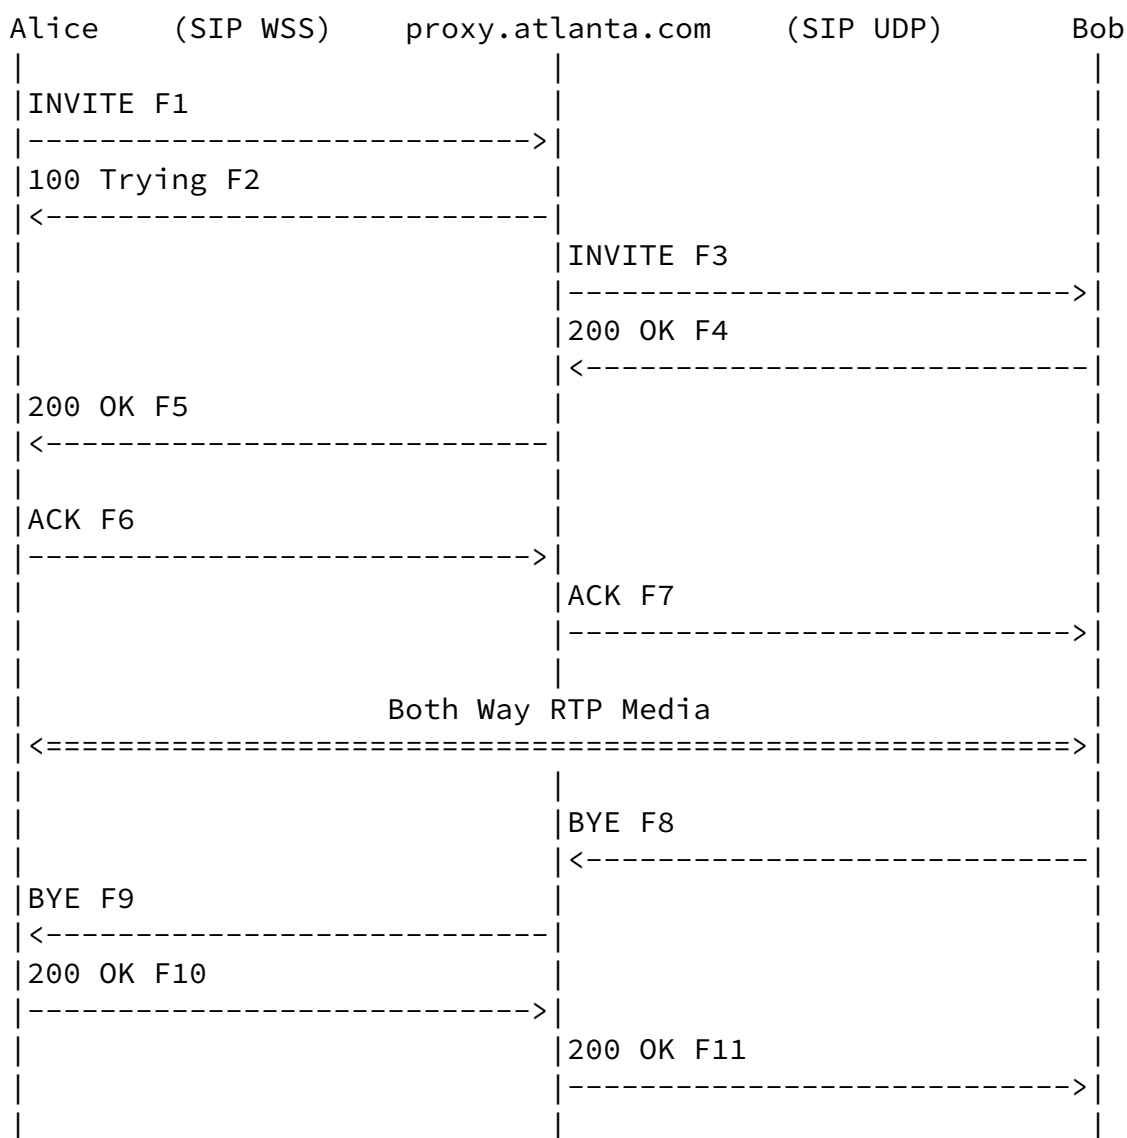 Alice    (SIP WSS)    proxy.atlanta.com    (SIP UDP)       Bob
|                             |                             |
|INVITE F1                    |                             |
|---------------------------->|                             |
|100 Trying F2                |                             |
|<----------------------------|                             |
|                             |INVITE F3                    |
|                             |---------------------------->|
|                             |200 OK F4                    |
|                             |<----------------------------|
|200 OK F5                    |                             |
|<----------------------------|                             |
|                             |                             |
|ACK F6                       |                             |
|---------------------------->|                             |
|                             |ACK F7                       |
|                             |---------------------------->|
|                             |                             |
|                    Both Way RTP Media                     |
|<=========================================================>|
|                             |                             |
|                             |BYE F8                       |
|                             |<----------------------------|
|BYE F9                       |                             |
|<----------------------------|                             |
|200 OK F10                   |                             |
|---------------------------->|                             |
|                             |200 OK F11                   |
|                             |---------------------------->|
|                             |                             |